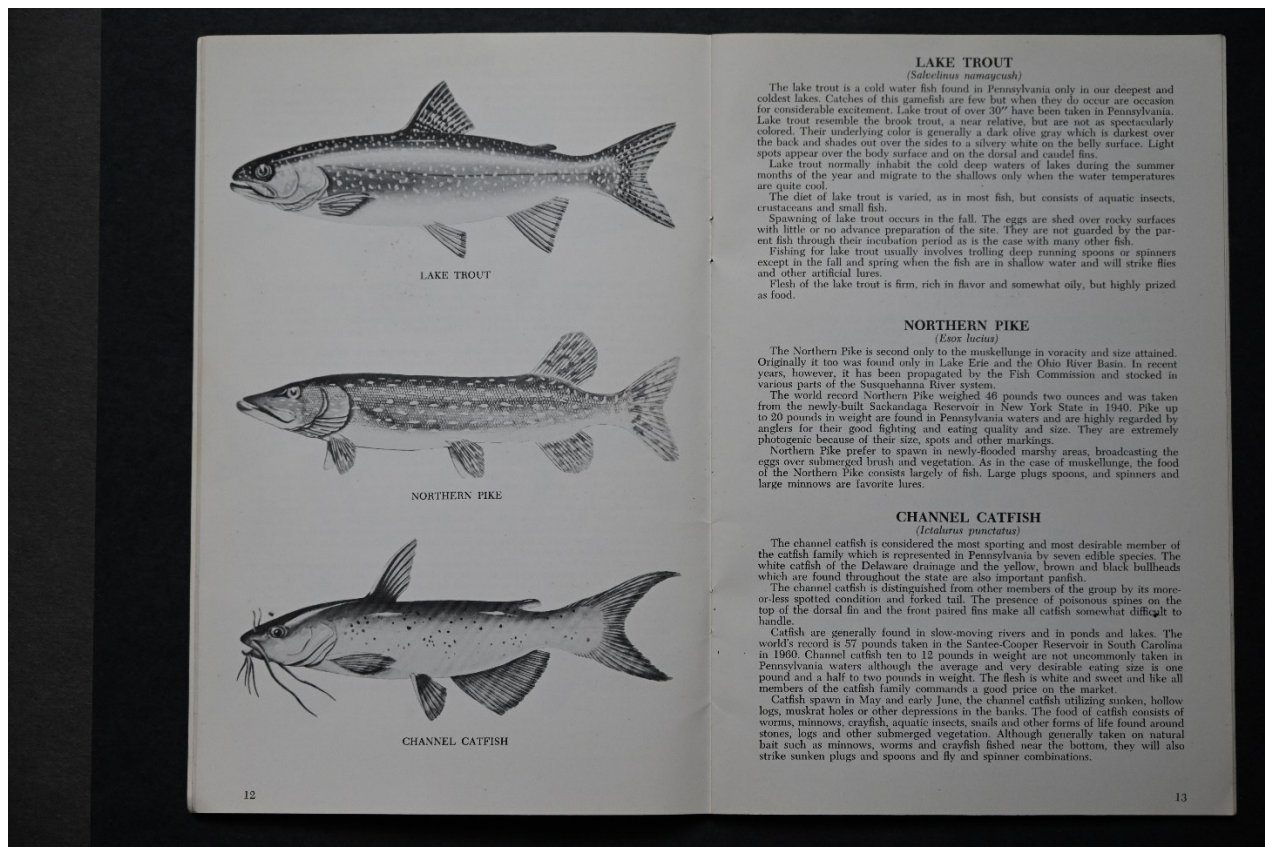 LAKE TROUT
NORTHERN PIKE
CHANNEL CATFISH
12
LAKE TROUT
(Salvelinus namaycush)
The lake trout is a cold water fish found in Pennsylvania only in our deepest and
coldest lakes. Catches of this gamefish are few but when they do occur are occasion
for considerable excitement. Lake trout of over 30" have been taken in Pennsylvania.
Lake trout resemble the brook trout, a near relative, but are not as spectacularly
colored. Their underlying color is generally a dark olive gray which is darkest over
the back and shades out over the sides to a silvery white on the belly surface. Light
spots appear over the body surface and on the dorsal and caudel fins.
Lake trout normally inhabit the cold deep waters of lakes during the summer
months of the year and migrate to the shallows only when the water temperatures
are quite cool.
The diet of lake trout is varied, as in most fish, but consists of aquatic insects,
crustaceans and small fish.
Spawning of lake trout occurs in the fall. The eggs are shed over rocky surfaces
with little or no advance preparation of the site. They are not guarded by the par-
ent fish through their incubation period as is the case with many other fish.
Fishing for lake trout usually involves trolling deep running spoons or spinners
except in the fall and spring when the fish are in shallow water and will strike flies
and other artificial lures.
Flesh of the lake trout is firm, rich in flavor and somewhat oily, but highly prized
as food.
NORTHERN PIKE
(Esox lucius)
The Northern Pike is second only to the muskellunge in voracity and size attained.
Originally it too was found only in Lake Erie and the Ohio River Basin. In recent
years, however, it has been propagated by the Fish Commission and stocked in
various parts of the Susquehanna River system.
The world record Northern Pike weighed 46 pounds two ounces and was taken
from the newly-built Sackandaga Reservoir in New York State in 1940. Pike up
to 20 pounds in weight are found in Pennsylvania waters and are highly regarded by
anglers for their good fighting and eating quality and size. They are extremely
photogenic because of their size, spots and other markings.
Northern Pike prefer to spawn in newly-flooded marshy areas, broadcasting the
eggs over submerged brush and vegetation. As in the case of muskellunge, the food
of the Northern Pike consists largely of fish. Large plugs spoons, and spinners and
large minnows are favorite lures.
CHANNEL CATFISH
(Ictalurus punctatus)
The channel catfish is considered the most sporting and most desirable member of
the catfish family which is represented in Pennsylvania by seven edible species. The
white catfish of the Delaware drainage and the yellow, brown and black bullheads
which are found throughout the state are also important panfish.
The channel catfish is distinguished from other members of the group by its more-
or-less spotted condition and forked tail. The presence of poisonous spines on the
top of the dorsal fin and the front paired fins make all catfish somewhat difficult to
handle.
Catfish are generally found in slow-moving rivers and in ponds and lakes. The
world's record is 57 pounds taken in the Santee-Cooper Reservoir in South Carolina
in 1960. Channel catfish ten to 12 pounds in weight are not uncommonly taken in
Pennsylvania waters although the average and very desirable eating size is one
pound and a half to two pounds in weight. The flesh is white and sweet and like all
members of the catfish family commands a good price on the market.
Catfish spawn in May and early June, the channel catfish utilizing sunken, hollow
logs, muskrat holes or other depressions in the banks. The food of catfish consists of
worms, minnows, crayfish, aquatic insects, snails and other forms of life found around
stones, logs and other submerged vegetation. Although generally taken on natural
bait such as minnows, worms and crayfish fished near the bottom, they will also
strike sunken plugs and spoons and fly and spinner combinations.
13